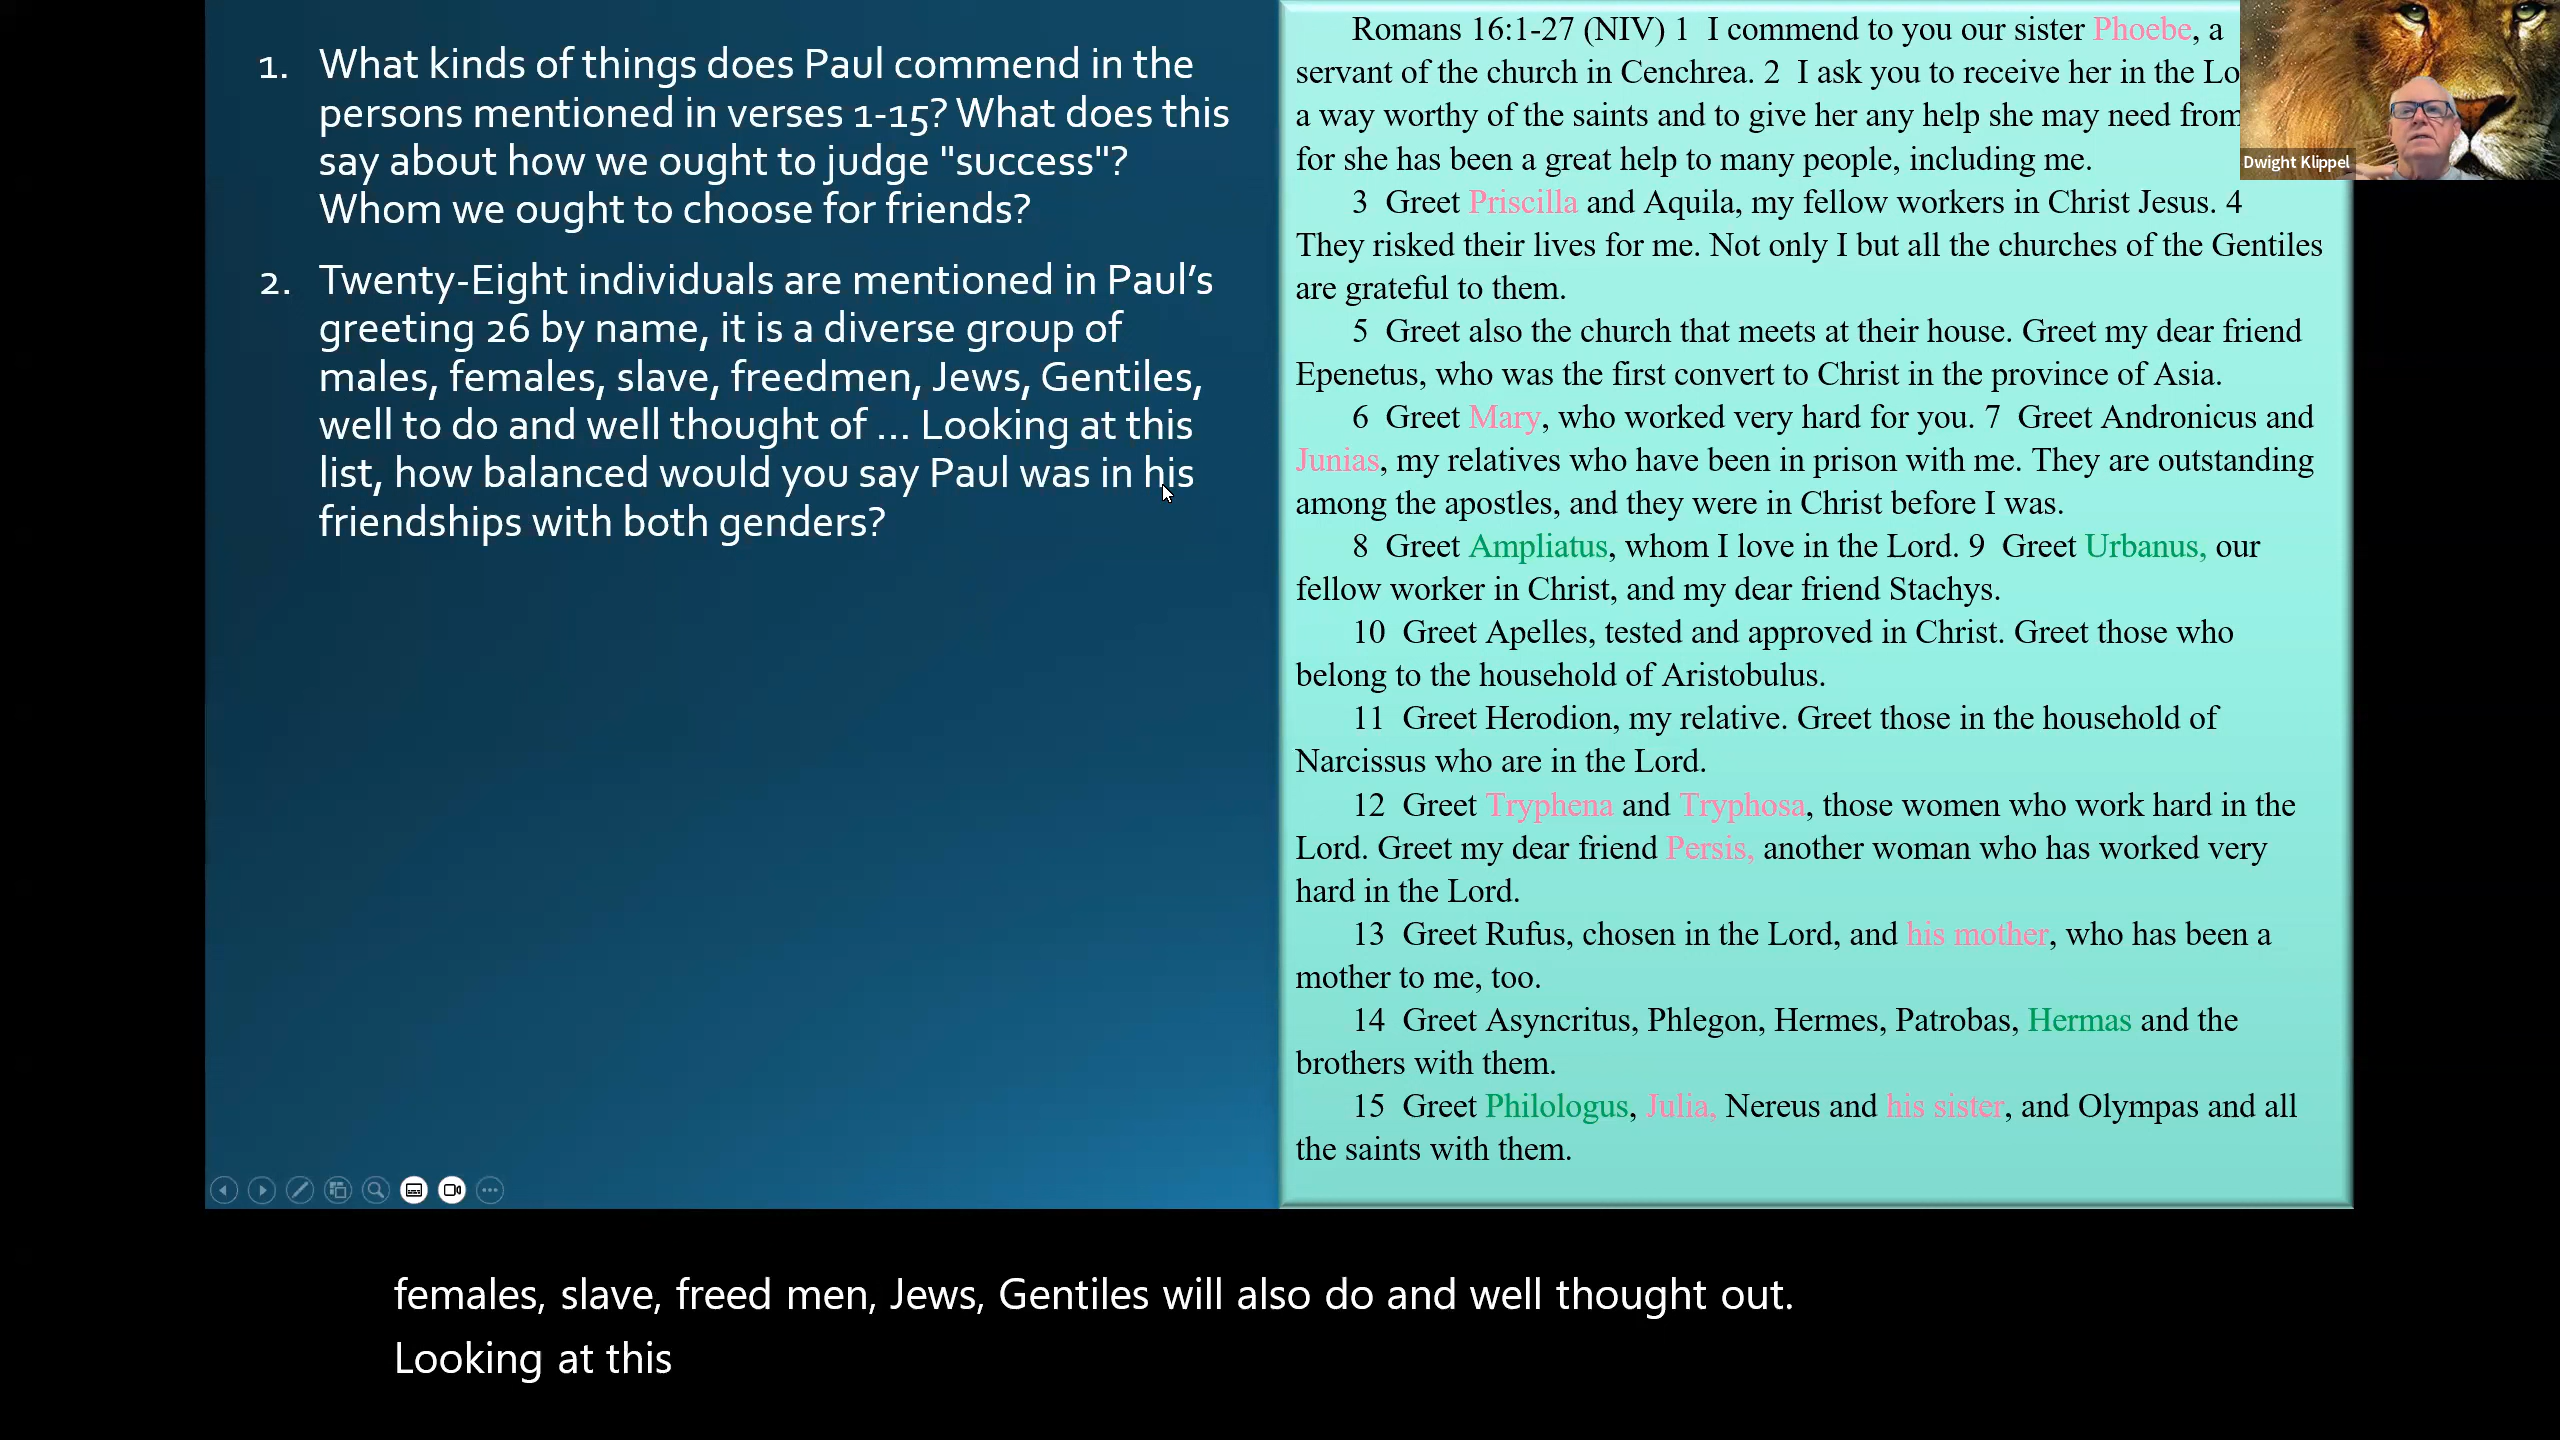 1. What kinds of things does Paul commend in the
persons mentioned in verses 1-15? What does this
say about how we ought to judge "success"?
Whom we ought to choose for friends?
2. Twenty-Eight individuals are mentioned in Paul’s
greeting 26 by name, it is a diverse group of
males, females, slave, freedmen, Jews, Gentiles,
well to do and well thought of ... Looking at this
list, how balanced would you say Paul was in his
friendships with both genders?
Romans 16:1-27 (NIV) 1 I commend to you our sister Phoebe, a
servant of the church in Cenchrea. 2 I ask you to receive her in the Lo
a way worthy of the saints and to give her any help she may need from
for she has been a great help to many people, including me.
3 Greet Priscilla and Aquila, my fellow workers in Christ Jesus. 4
They risked their lives for me. Not only I but all the churches of the Gentiles
are grateful to them.
5 Greet also the church that meets at their house. Greet my dear friend
Epenetus, who was the first convert to Christ in the province of Asia.
6 Greet Mary, who worked very hard for you. 7 Greet Andronicus and
Junias, my relatives who have been in prison with me. They are outstanding
among the apostles, and they were in Christ before I was.
8 Greet Ampliatus, whom I love in the Lord. 9 Greet Urbanus, our
fellow worker in Christ, and my dear friend Stachys.
10 Greet Apelles, tested and approved in Christ. Greet those who
belong to the household of Aristobulus.
11 Greet Herodion, my relative. Greet those in the household of
Narcissus who are in the Lord.
12 Greet Tryphena and Tryphosa, those women who work hard in the
Lord. Greet my dear friend Persis, another woman who has worked very
hard in the Lord.
13 Greet Rufus, chosen in the Lord, and his mother, who has been a
mother to me, too.
14 Greet Asyncritus, Phlegon, Hermes, Patrobas, Hermas and the
brothers with them.
15 Greet Philologus, Julia, Nereus and his sister, and Olympas and all
the saints with them.
Dwight Klippel
females, slave, freed men, Jews, Gentiles will also do and well thought out.
Looking at this